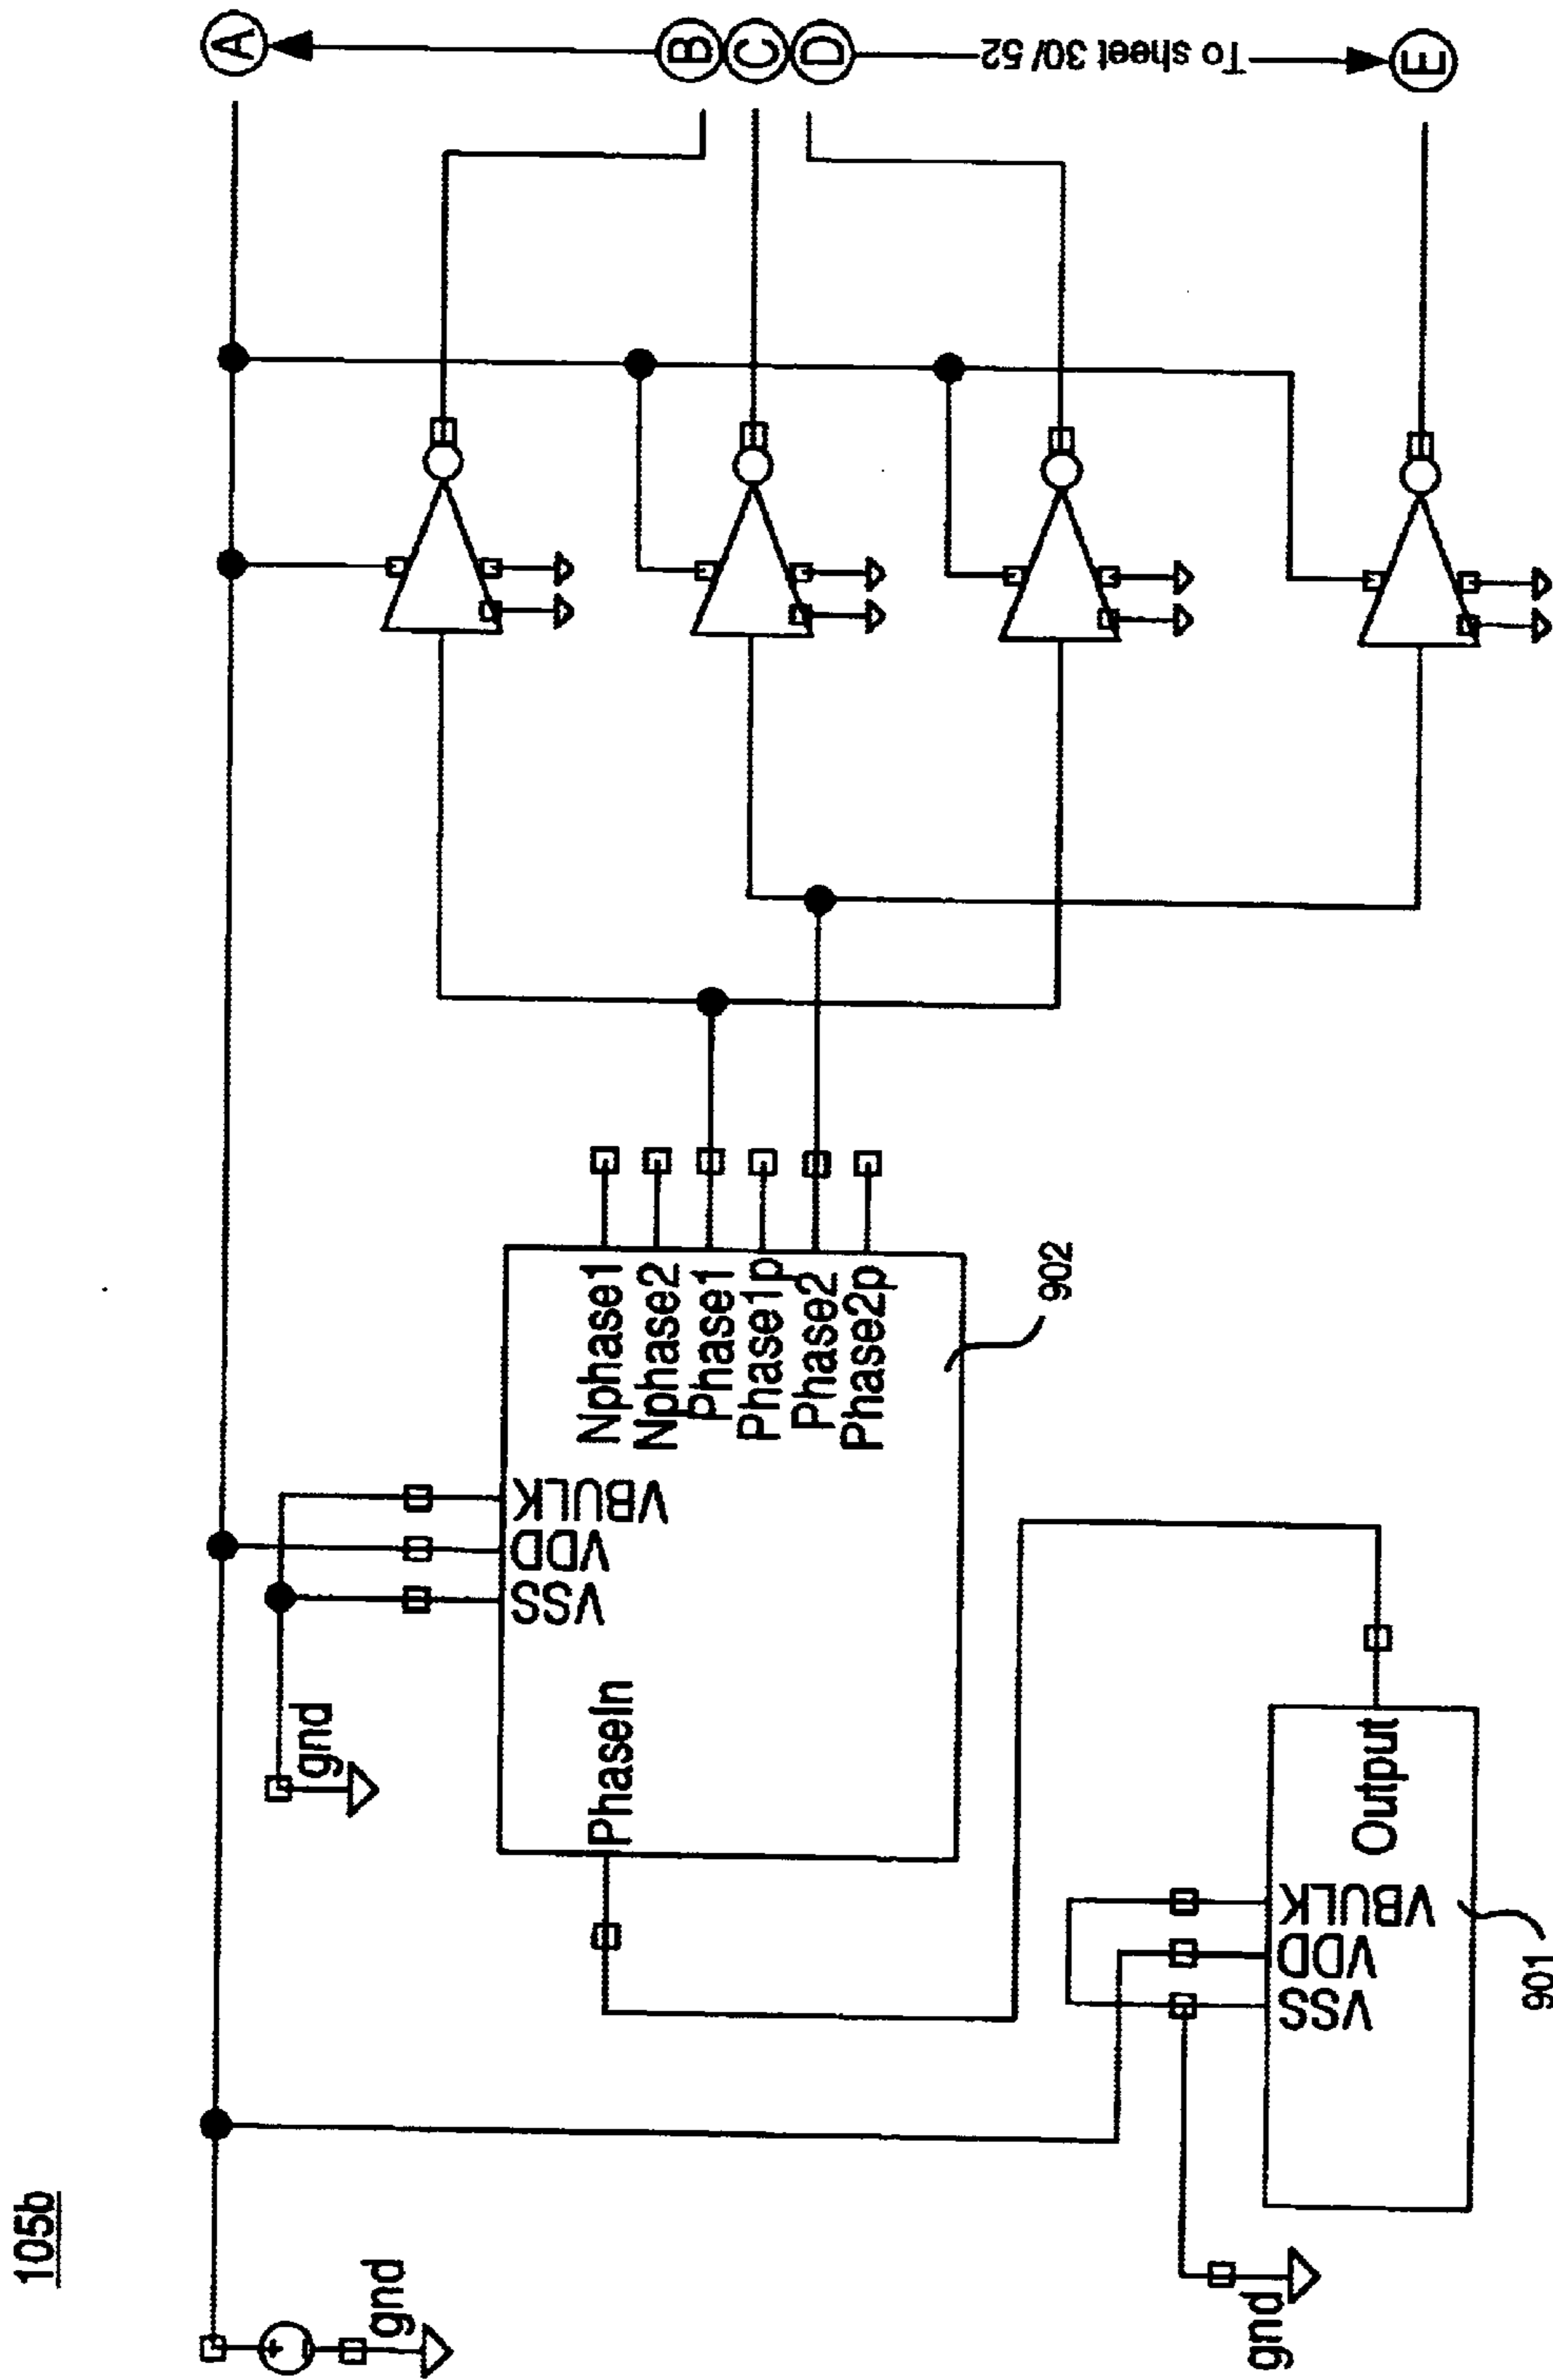 105b
gnd
gnd
PhaseIn
VSS
VDD
VBULK
Nphase1
Nphase2
Phase1
Phase1p
Phase2
Phase2p
902
gnd
VSS
VDD
VBULK
Output
901
A
B
C
D
To sheet 30/52
E